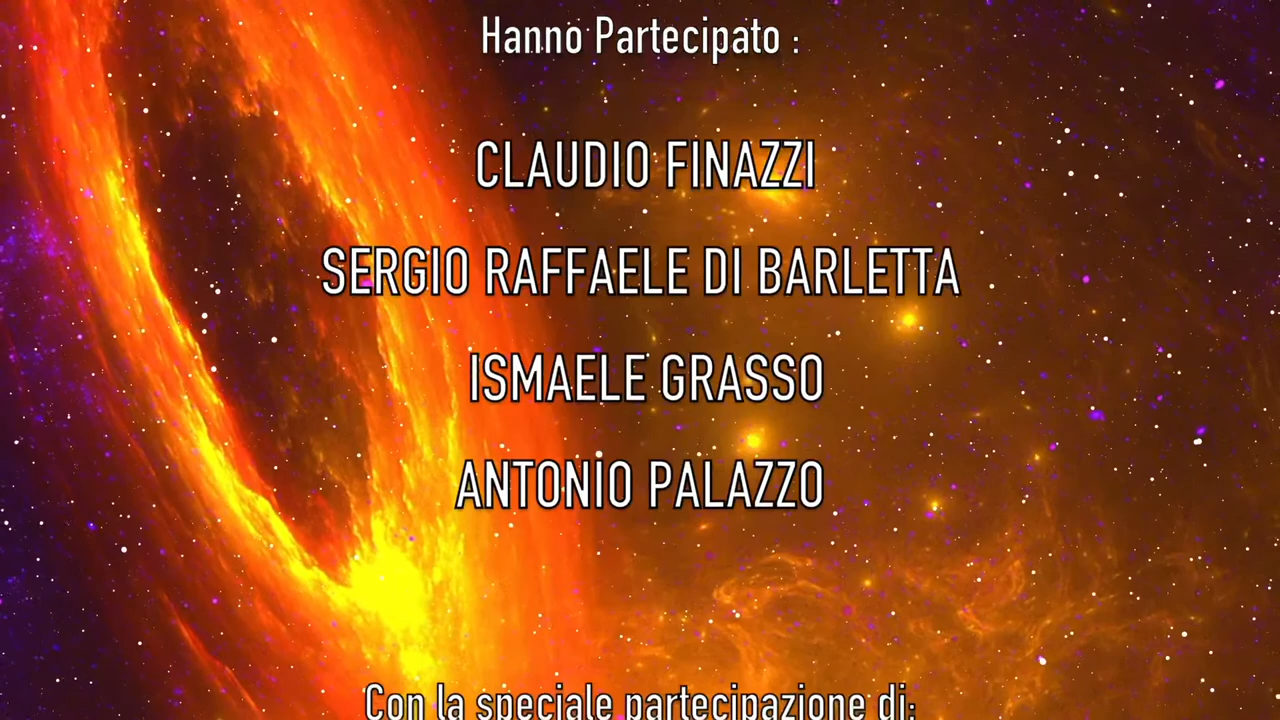 Hanno Partecipato :
CLAUDIO FINAZZI
SERGIO RAFFAELE DI BARLETTA
ISMAELE GRASSO
ANTONIO PALAZZO
Con la speciale partecipazione di: